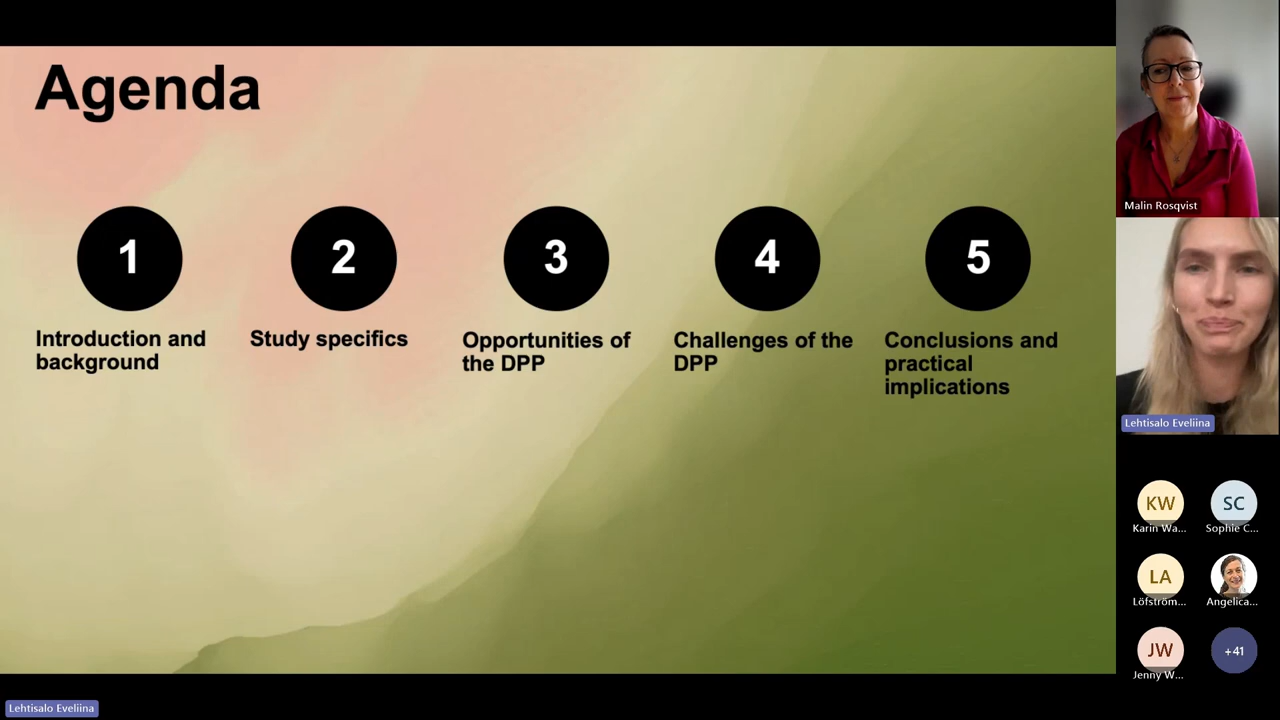 Agenda
1
2
3
4
5
Introduction and
background
Study specifics
Opportunities of
the DPP
Challenges of the
DPP
Conclusions and
practical
implications
Malin Rosqvist
Lehtisalo Eveliina
KW
Karin Wa...
SC
Sophie C...
LA
Löfström...
Angelica...
JW
Jenny W...
+41
Lehtisalo Eveliina